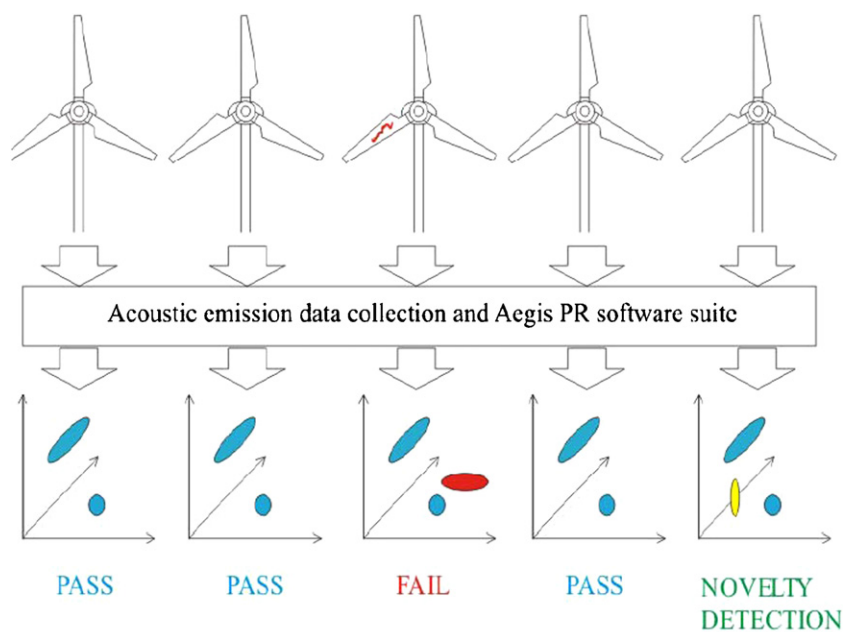 Acoustic emission data collection and Aegis PR software suite
PASS
PASS
FAIL
PASS
NOVELTY
DETECTION